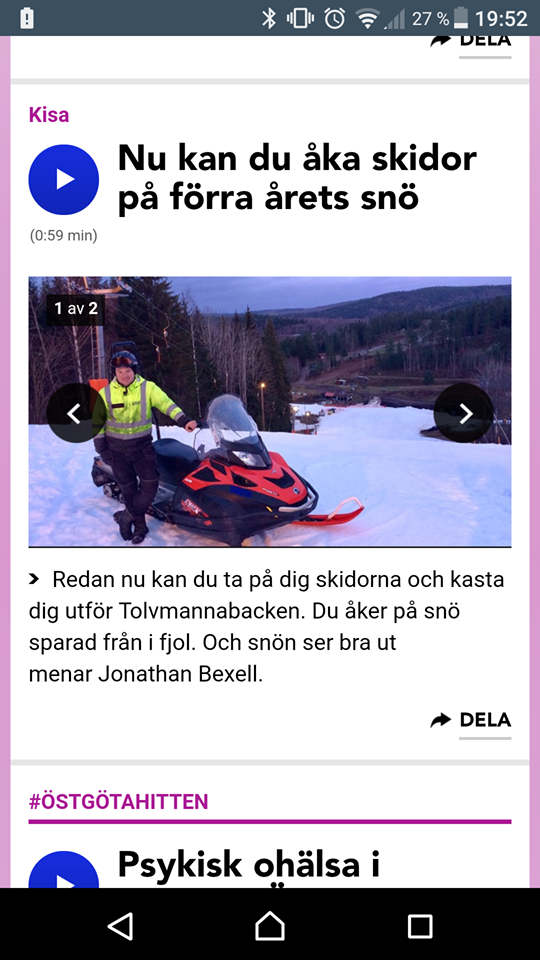 27 % 19:52
DELA
Kisa
Nu kan du åka skidor
på förra årets snö
(0:59 min)
1 av 2
Redan nu kan du ta på dig skidorna och kasta
dig utför Tolvmannabacken. Du åker på snö
sparad från i fjol. Och snön ser bra ut
menar Jonathan Bexell.
DELA
#ÖSTGÖTAHITTEN
Psykisk ohälsa i